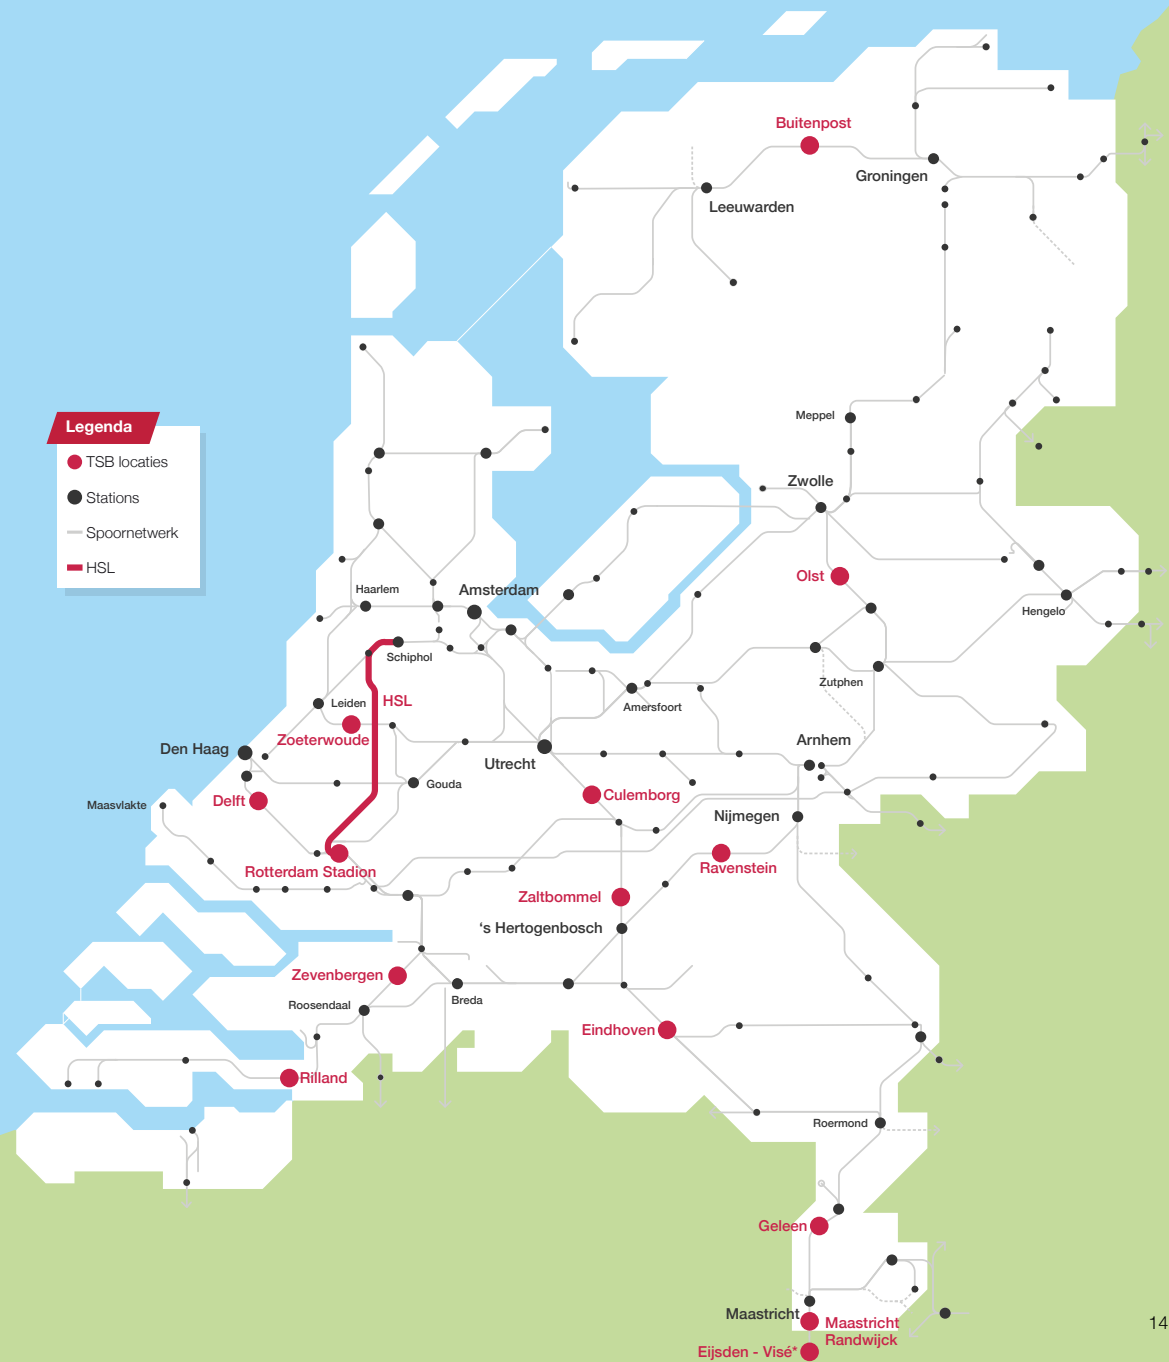 Buitenpost
Groningen
Leeuwarden
Legenda
TSB locaties
Stations
Spoornetwerk
HSL
Meppel
Zwolle
Olst
Haarlem
Amsterdam
Hengelo
Schiphol
Zutphen
Leiden
HSL
Amersfoort
Zoeterwoude
Den Haag
Utrecht
Arnhem
Gouda
Delft
Culemborg
Maasvlakte
Nijmegen
Rotterdam Stadion
Ravenstein
Zaltbommel
‘s Hertogenbosch
Zevenbergen
Roosendaal
Breda
Eindhoven
Rilland
Roermond
Geleen
Maastricht
Maastricht
Randwijck
Eijsden - Visé*
14